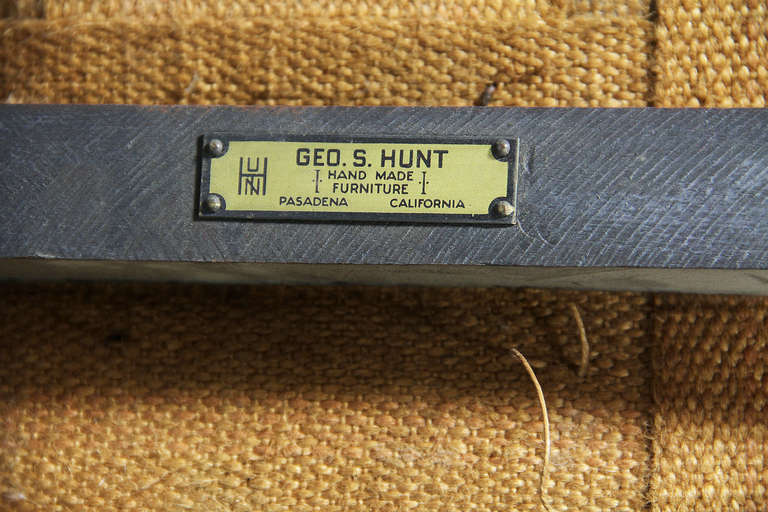 HUNT
GEO. S. HUNT
HAND MADE
FURNITURE
PASADENA CALIFORNIA